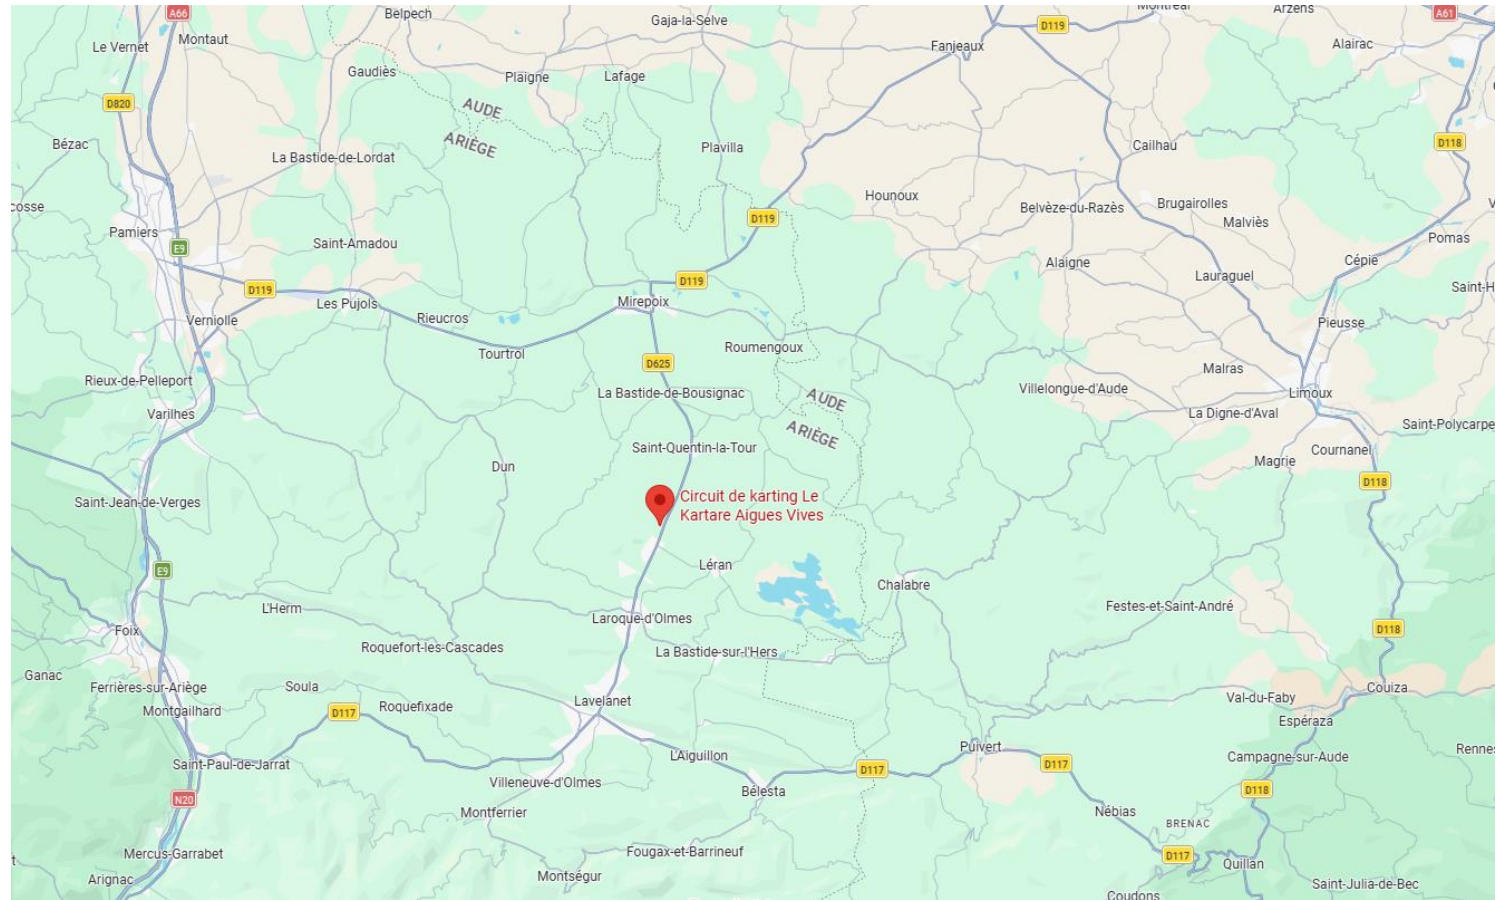 A66
Belpech
Gaja-la-Selve
Montréal
Arzens
A61
Le Vernet
Montaut
D119
Fanjeaux
Alairac
Gaudiès
Plaigne
Lafage
D820
AUDE
ARIÈGE
Bézac
La Bastide-de-Lordat
Plavilla
Cailhau
D118
cosse
Hounoux
Belvèze-du-Razès
Brugairolles
Malviès
Pamiers
E9
Saint-Amadou
D119
Pomas
Alaigne
Cépie
Lauraguel
D119
Les Pujols
D119
Mirepoix
Saint-H
Verniolle
Rieucros
Pieusse
Tourtrol
Roumengoux
D625
Malras
Rieux-de-Pelleport
La Bastide-de-Bousignac
Villelongue-d'Aude
Limoux
AUDE
ARIÈGE
Varilhes
La Digne-d'Aval
Saint-Polycarpe
Saint-Quentin-la-Tour
Cournanel
Dun
Magrie
D118
Saint-Jean-de-Verges
Circuit de karting Le
Kartare Aigues Vives
E9
Léran
Chalabre
L'Herm
Laroque-d'Olmes
Festes-et-Saint-André
Foix
D118
Roquefort-les-Cascades
La Bastide-sur-l'Hers
Ganac
Ferrières-sur-Ariège
Soula
Couiza
Montgailhard
D117
Roquefixade
Lavelanet
Val-du-Faby
Espéraza
Saint-Paul-de-Jarrat
L'Aiguillon
Puivert
D117
Campagne-sur-Aude
Rennes
D117
Villeneuve-d'Olmes
Bélesta
D118
N20
Montferrier
Nébias
BRENAC
Mercus-Garrabet
Fougax-et-Barrineuf
D117
Quillan
Arignac
Montségur
Saint-Julia-de-Bec
Coudons